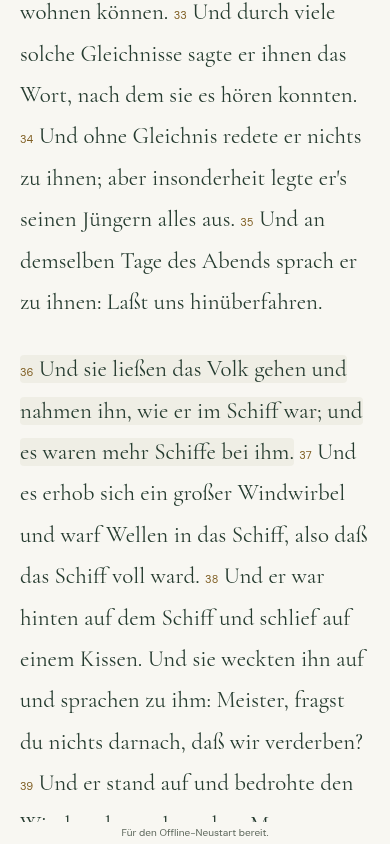 wohnen können. 33 Und durch viele
solche Gleichnisse sagte er ihnen das
Wort, nach dem sie es hören konnten.
34 Und ohne Gleichnis redete er nichts
zu ihnen; aber insonderheit legte er's
seinen Jüngern alles aus. 35 Und an
demselben Tage des Abends sprach er
zu ihnen: Laßt uns hinüberfahren.
36 Und sie ließen das Volk gehen und
nahmen ihn, wie er im Schiff war; und
es waren mehr Schiffe bei ihm. 37 Und
es erhob sich ein großer Windwirbel
und warf Wellen in das Schiff, also daß
das Schiff voll ward. 38 Und er war
hinten auf dem Schiff und schlief auf
einem Kissen. Und sie weckten ihn auf
und sprachen zu ihm: Meister, fragst
du nichts darnach, daß wir verderben?
39 Und er stand auf und bedrohte den
Für den Offline-Neustart bereit.